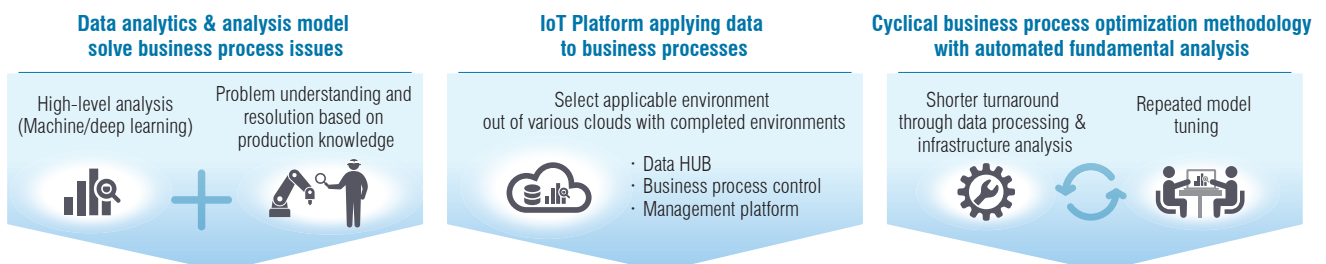 Data analytics & analysis model
solve business process issues
High-level analysis
(Machine/deep learning)
Problem understanding and
resolution based on
production knowledge
IoT Platform applying data
to business processes
Select applicable environment
out of various clouds with completed environments
・Data HUB
・Business process control
・Management platform
Cyclical business process optimization methodology
with automated fundamental analysis
Shorter turnaround
through data processing &
infrastructure analysis
Repeated model
tuning